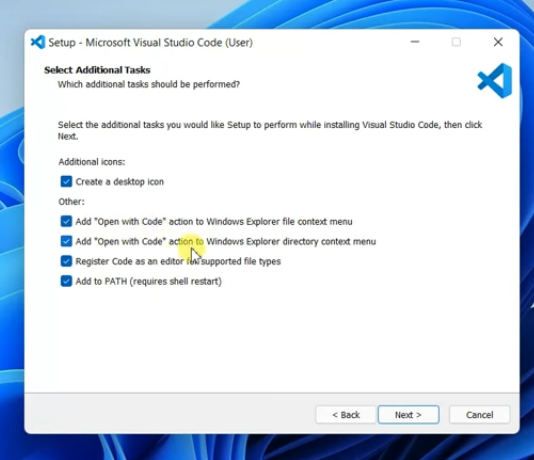 Setup - Microsoft Visual Studio Code (User)
Select Additional Tasks
Which additional tasks should be performed?
Select the additional tasks you would like Setup to perform while installing Visual Studio Code, then click
Next.
Additional icons:
Create a desktop icon
Other:
Add "Open with Code" action to Windows Explorer file context menu
Add "Open with Code" action to Windows Explorer directory context menu
Register Code as an editor for supported file types
Add to PATH (requires shell restart)
< Back
Next >
Cancel